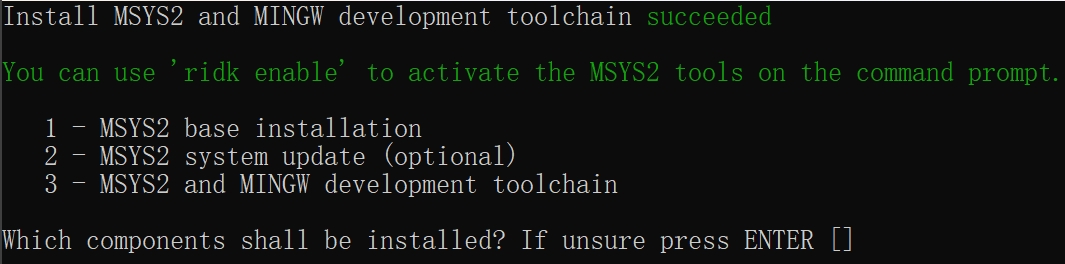 Install MSYS2 and MINGW development toolchain succeeded
You can use 'ridk enable' to activate the MSYS2 tools on the command prompt.
1 - MSYS2 base installation
2 - MSYS2 system update (optional)
3 - MSYS2 and MINGW development toolchain
Which components shall be installed? If unsure press ENTER []